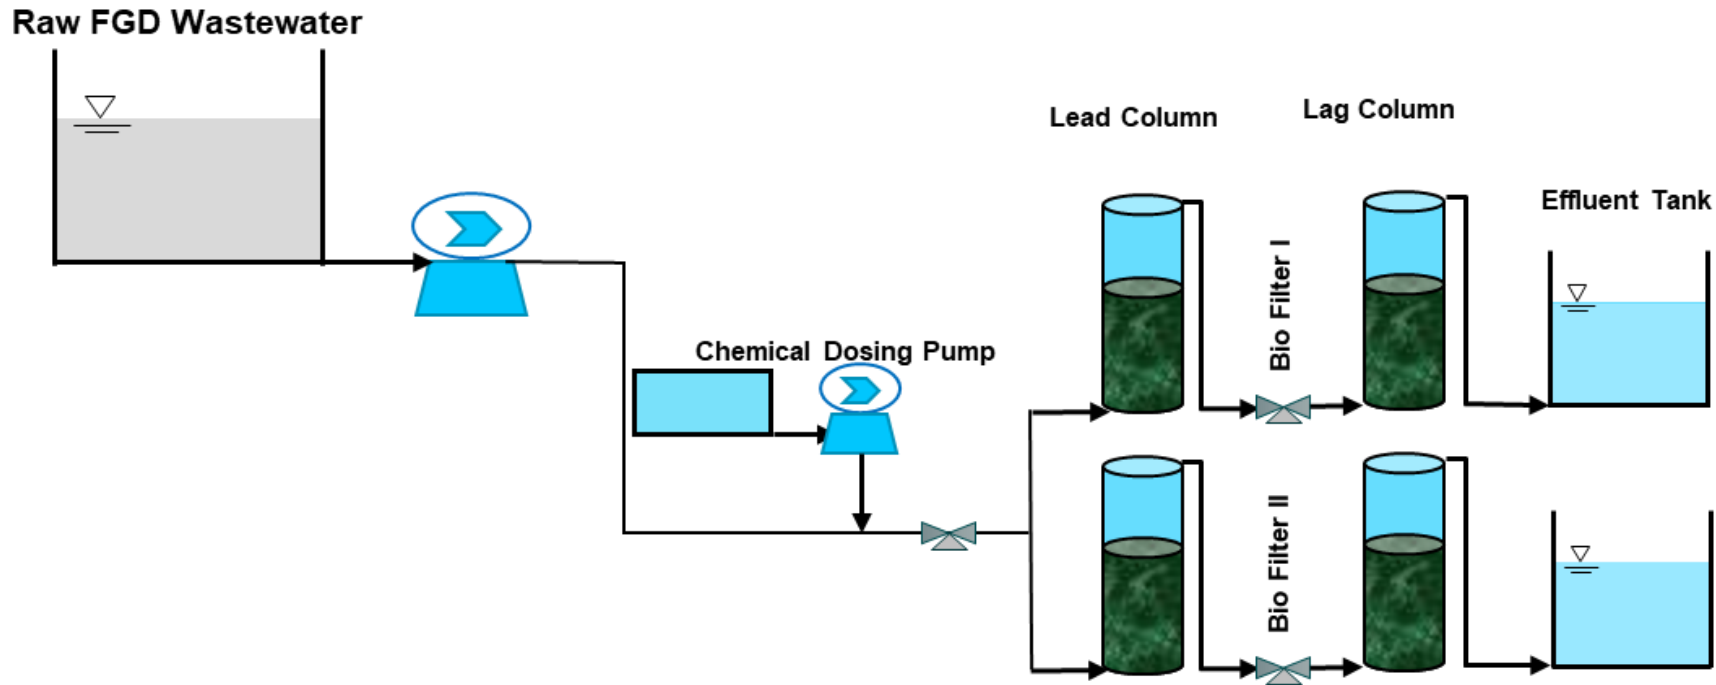 Raw FGD Wastewater
Lead Column
Lag Column
Effluent Tank
Bio Filter I
Chemical Dosing Pump
Bio Filter II